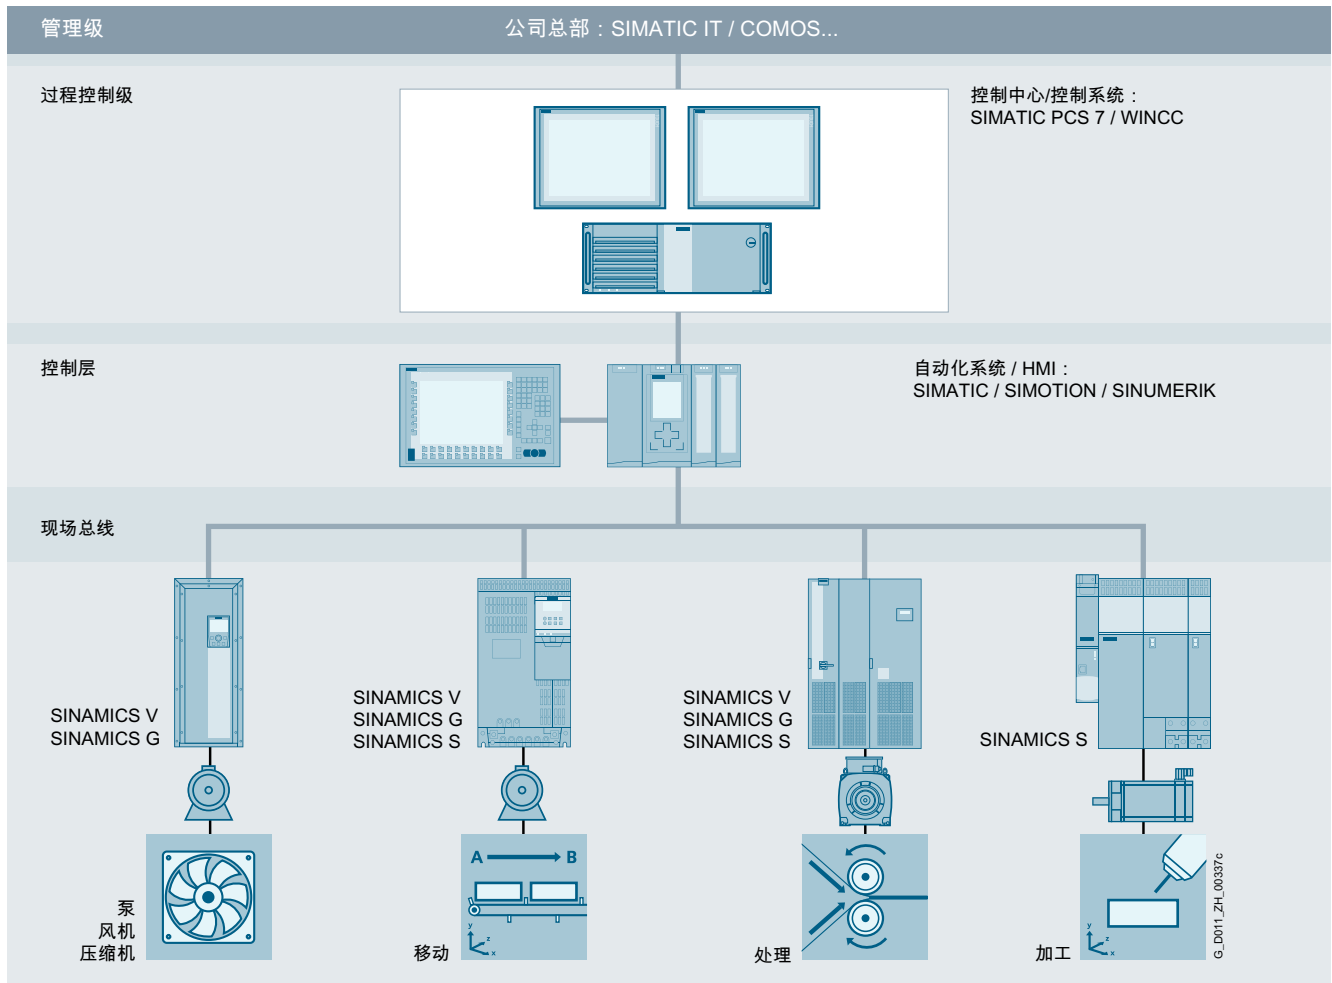 管理级
公司总部：SIMATIC IT / COMOS...
过程控制级
控制中心/控制系统：
SIMATIC PCS 7 / WINCC
控制层
自动化系统 / HMI：
SIMATIC / SIMOTION / SINUMERIK
现场总线
SINAMICS V
SINAMICS G
SINAMICS V
SINAMICS G
SINAMICS S
SINAMICS V
SINAMICS G
SINAMICS S
SINAMICS S
泵
风机
压缩机
A B
y
z
x
移动
处理
y
z
x
加工
G_D011_ZH_00337c